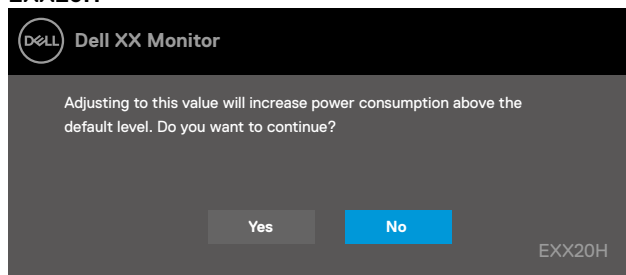 EXX20H
DELL Dell XX Monitor
Adjusting to this value will increase power consumption above the
default level. Do you want to continue?
Yes No
EXX20H